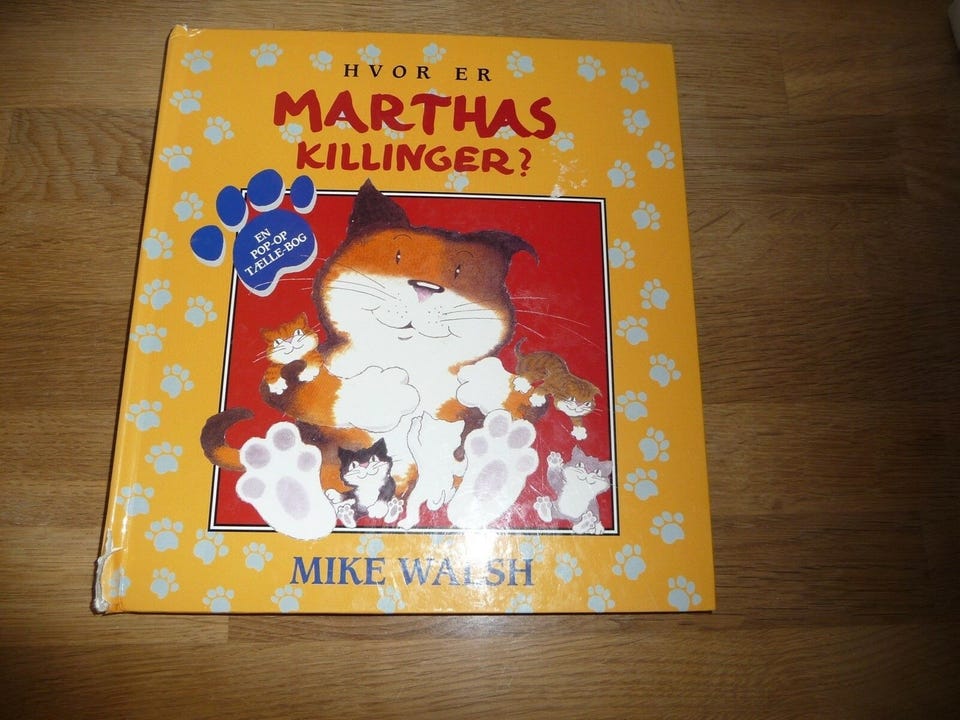 HVOR ER
MARTHAS
KILLINGER?
EN
POP-OP
TÆLLE-BOG
MIKE WALSH